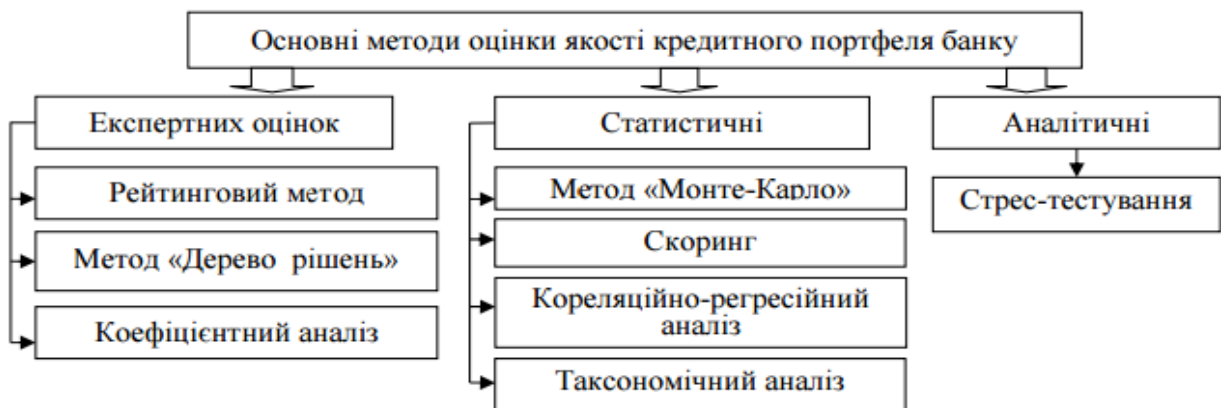 Основні методи оцінки якості кредитного портфеля банку
Експертних оцінок
Рейтинговий метод
Метод «Дерево рішень»
Коефіцієнтний аналіз
Статистичні
Метод «Монте-Карло»
Скоринг
Кореляційно-регресійний
аналіз
Таксономічний аналіз
Аналітичні
Стрес-тестування